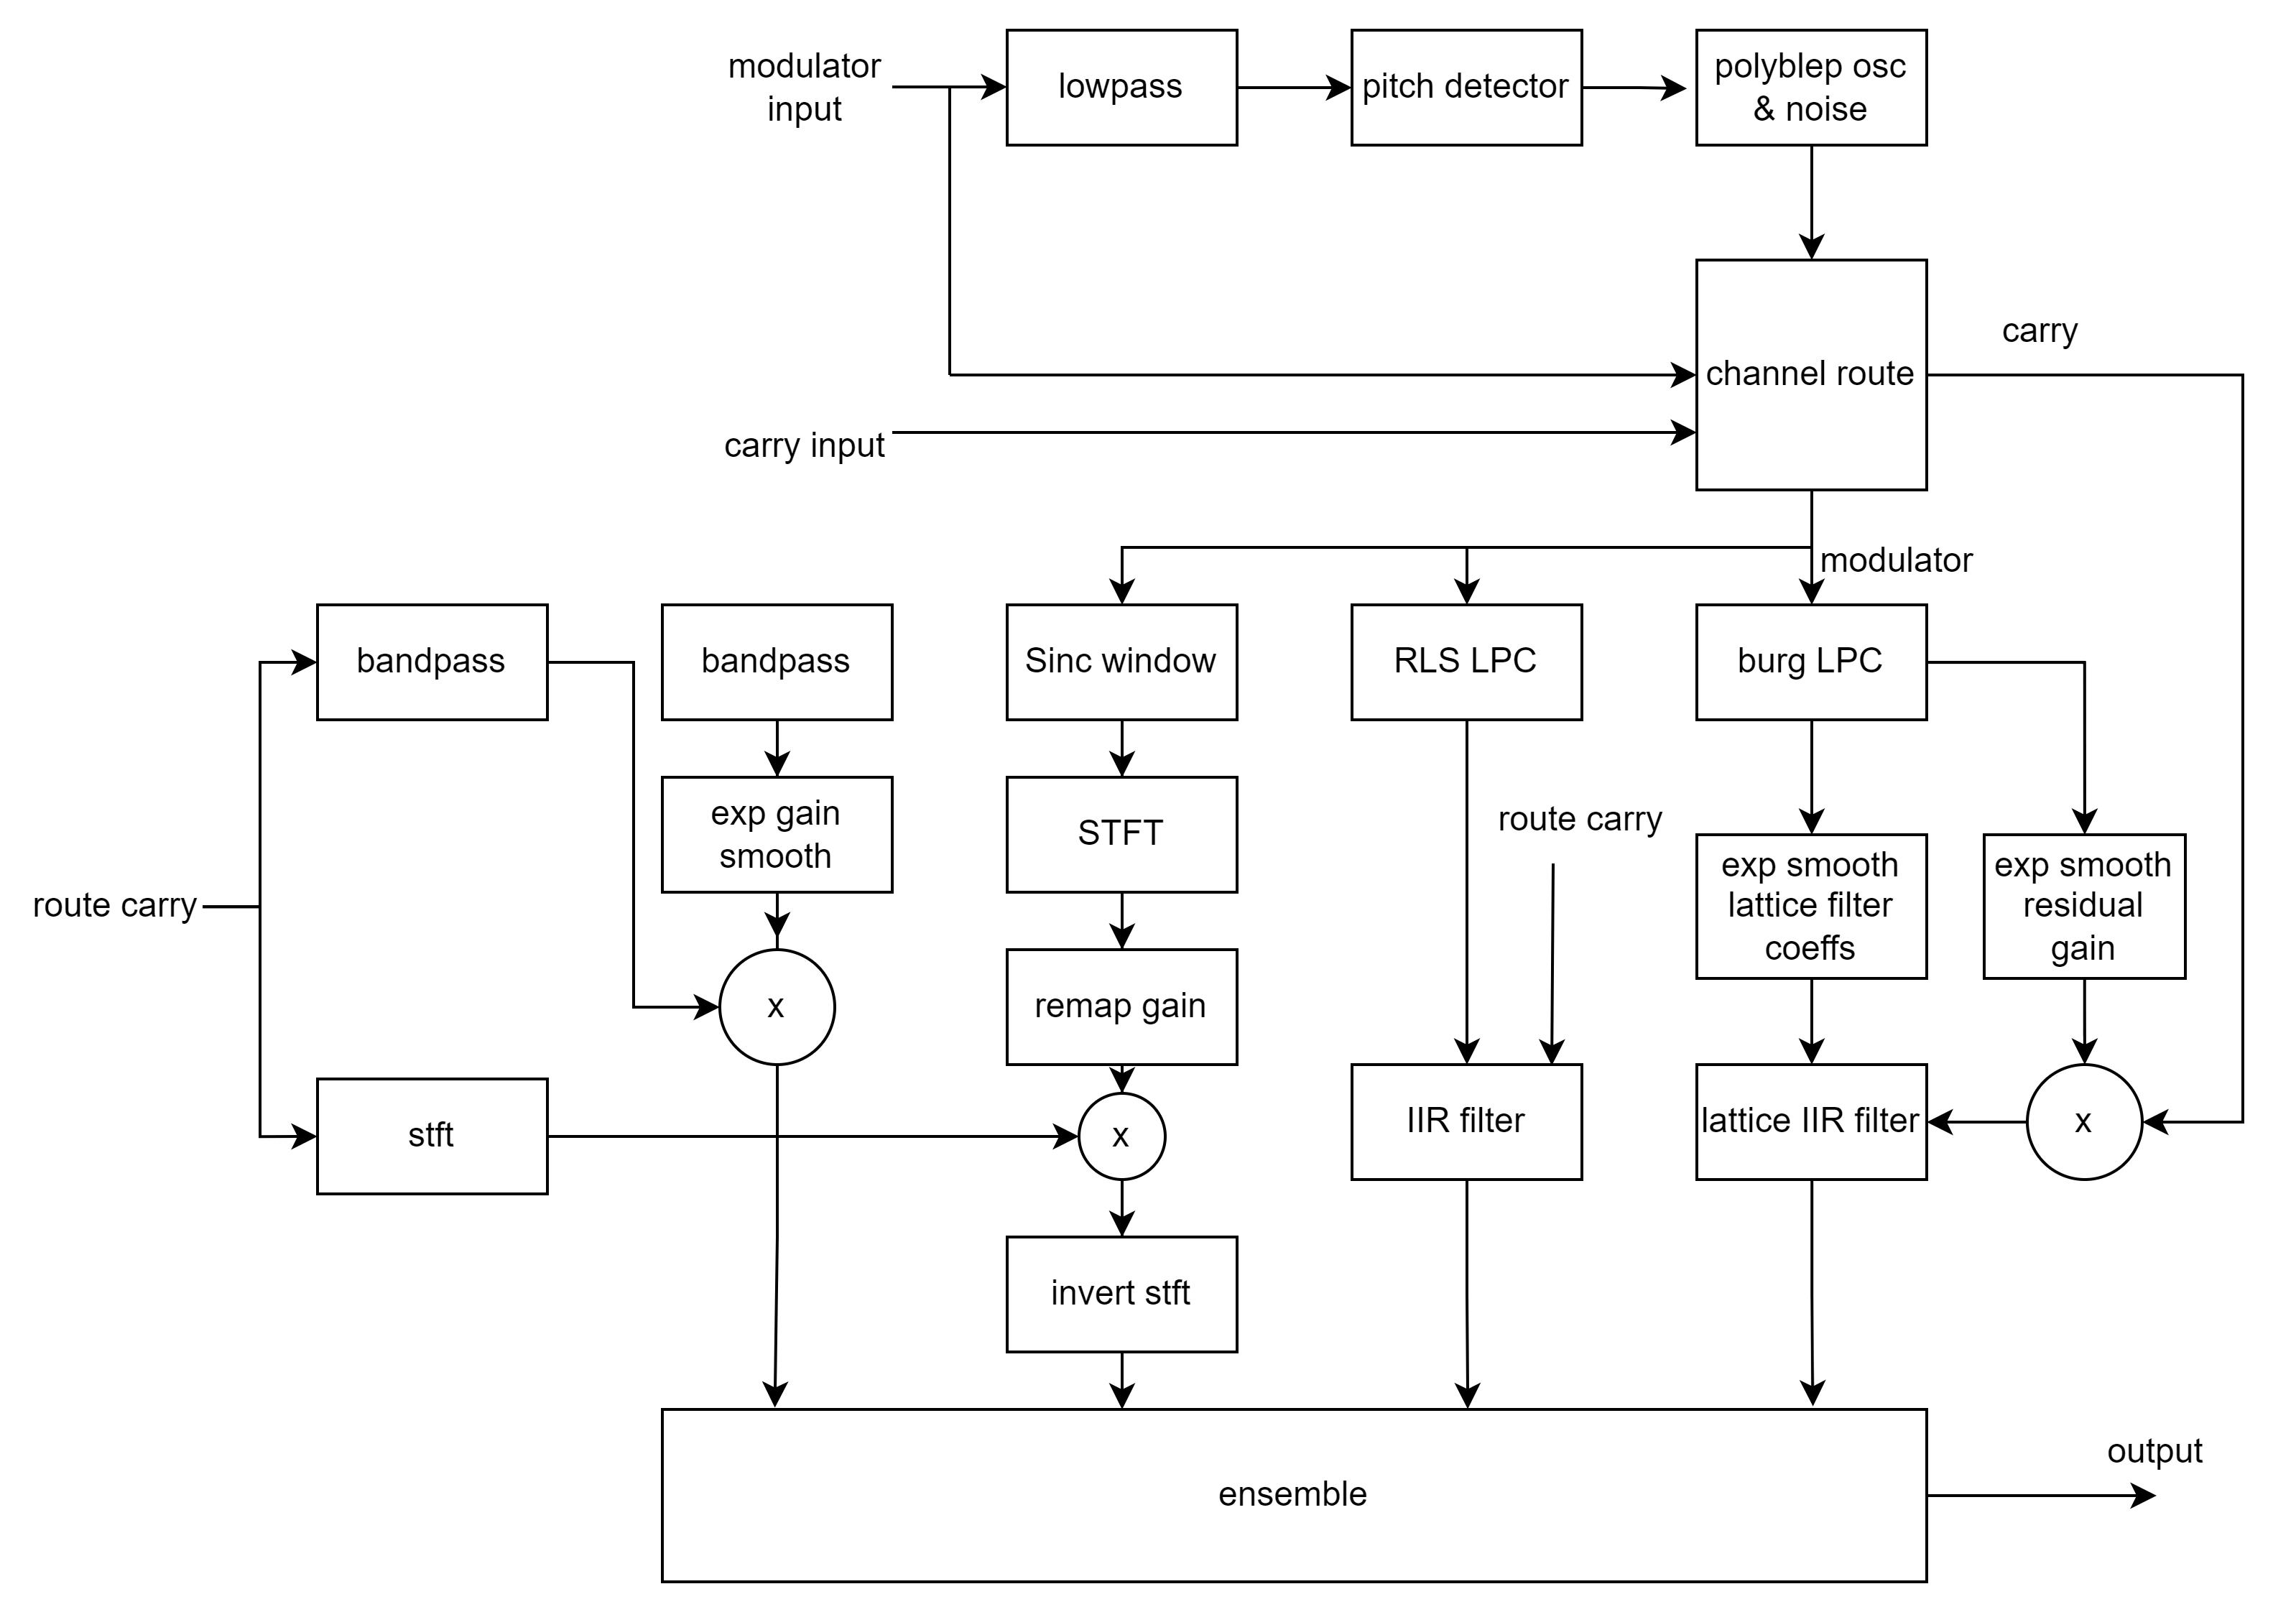 modulator
input
lowpass
pitch detector
polyblep osc
& noise
carry
channel route
carry input
modulator
bandpass
bandpass
Sinc window
RLS LPC
burg LPC
exp gain
smooth
STFT
route carry
exp smooth
lattice filter
coeffs
exp smooth
residual
gain
route carry
x
remap gain
stft
x
IIR filter
lattice IIR filter
x
invert stft
ensemble
output